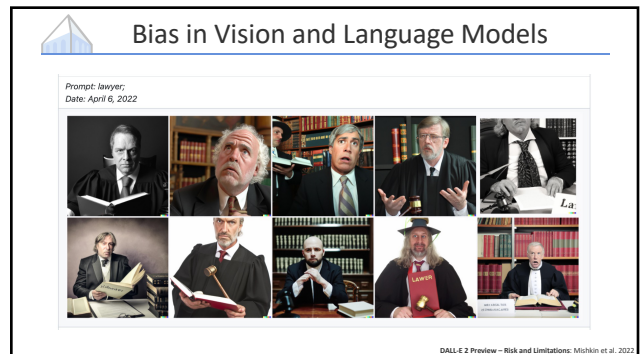 Bias in Vision and Language Models
Prompt: lawyer;
Date: April 6, 2022
La
LAWER
DALL-E 2 Preview – Risk and Limitations: Mishkin et al. 2022